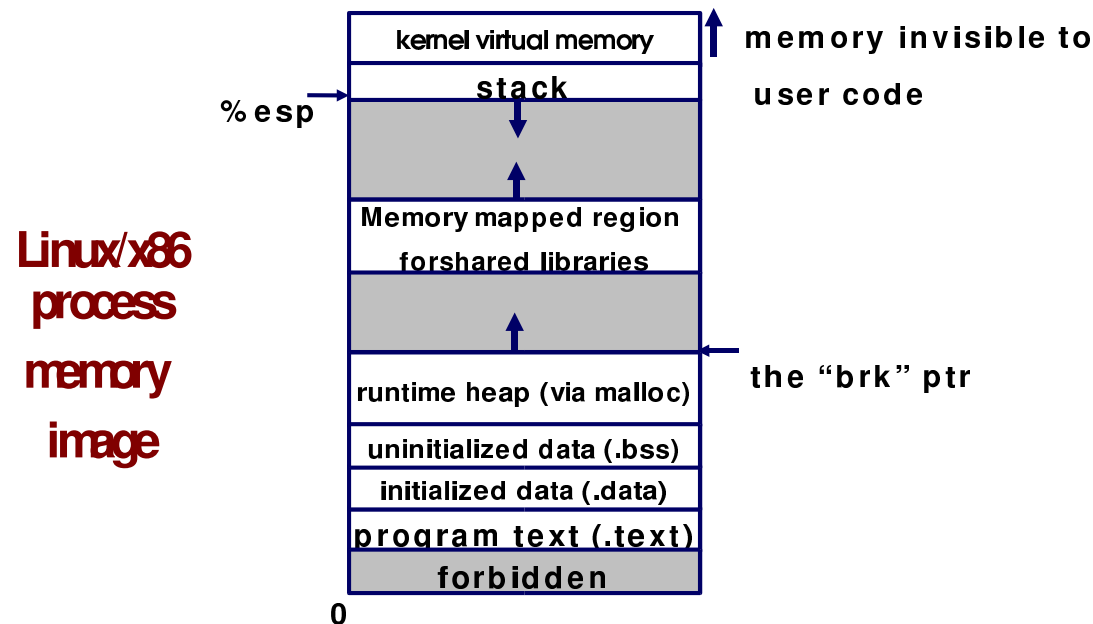 kernel virtual memory
memory invisible to
user code
stack
%esp
Memory mapped region
forshared libraries
Linux/x86
process
memory
image
the “brk” ptr
runtime heap (via malloc)
uninitialized data (.bss)
initialized data (.data)
program text (.text)
forbidden
0